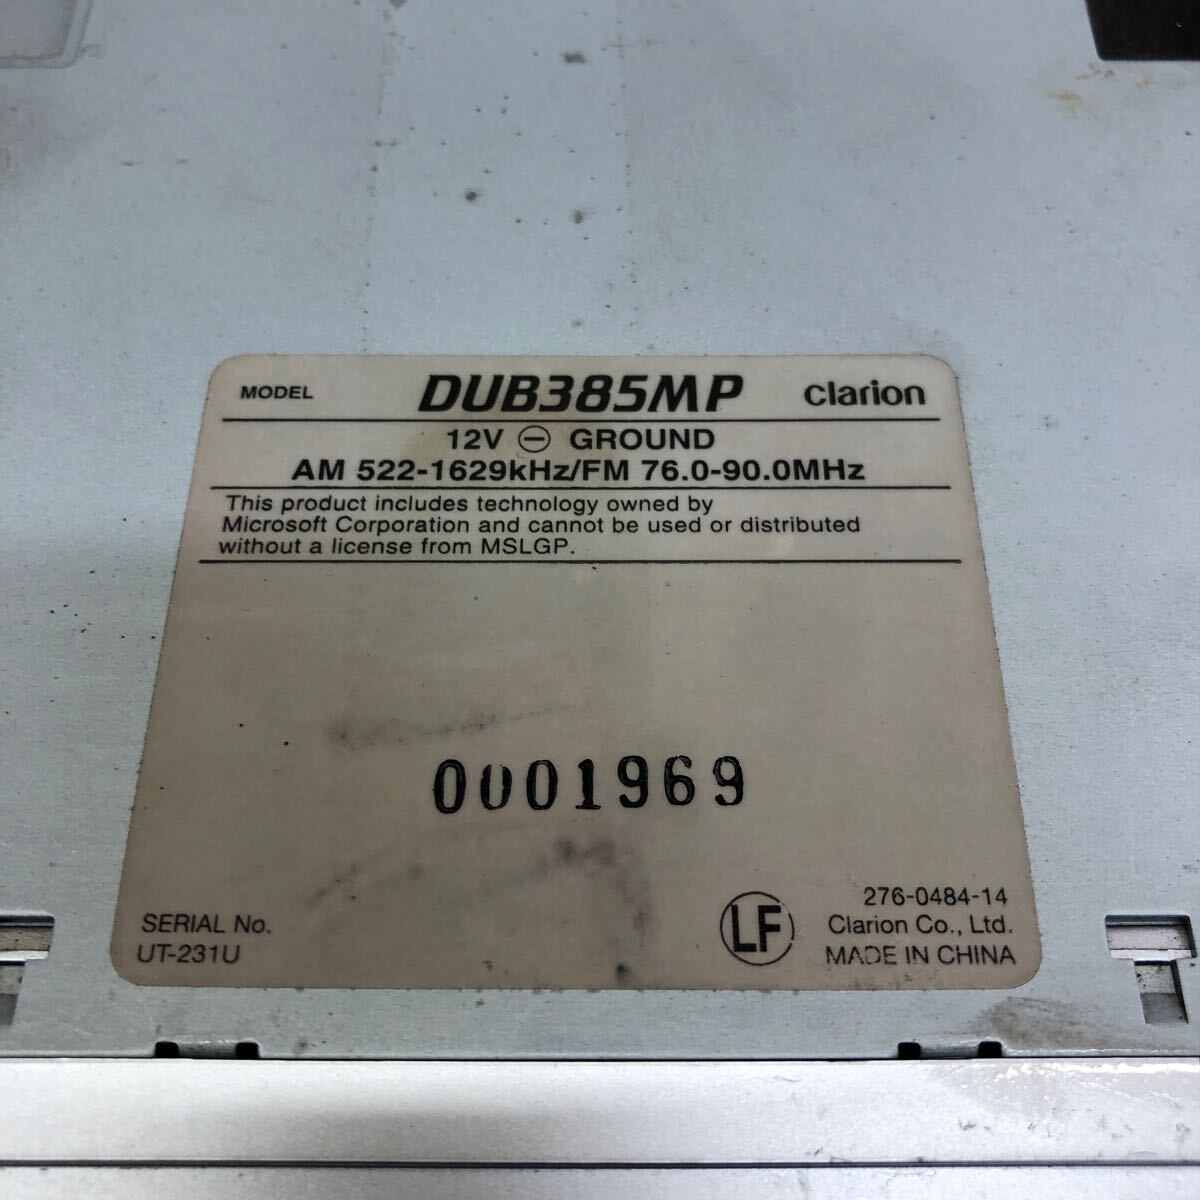 MODEL DUB385MP clarion
12V ⊖ GROUND
AM 522-1629kHz/FM 76.0-90.0MHz
This product includes technology owned by
Microsoft Corporation and cannot be used or distributed
without a license from MSLGP.
0001969
SERIAL No.
UT-231U
LF
276-0484-14
Clarion Co., Ltd.
MADE IN CHINA